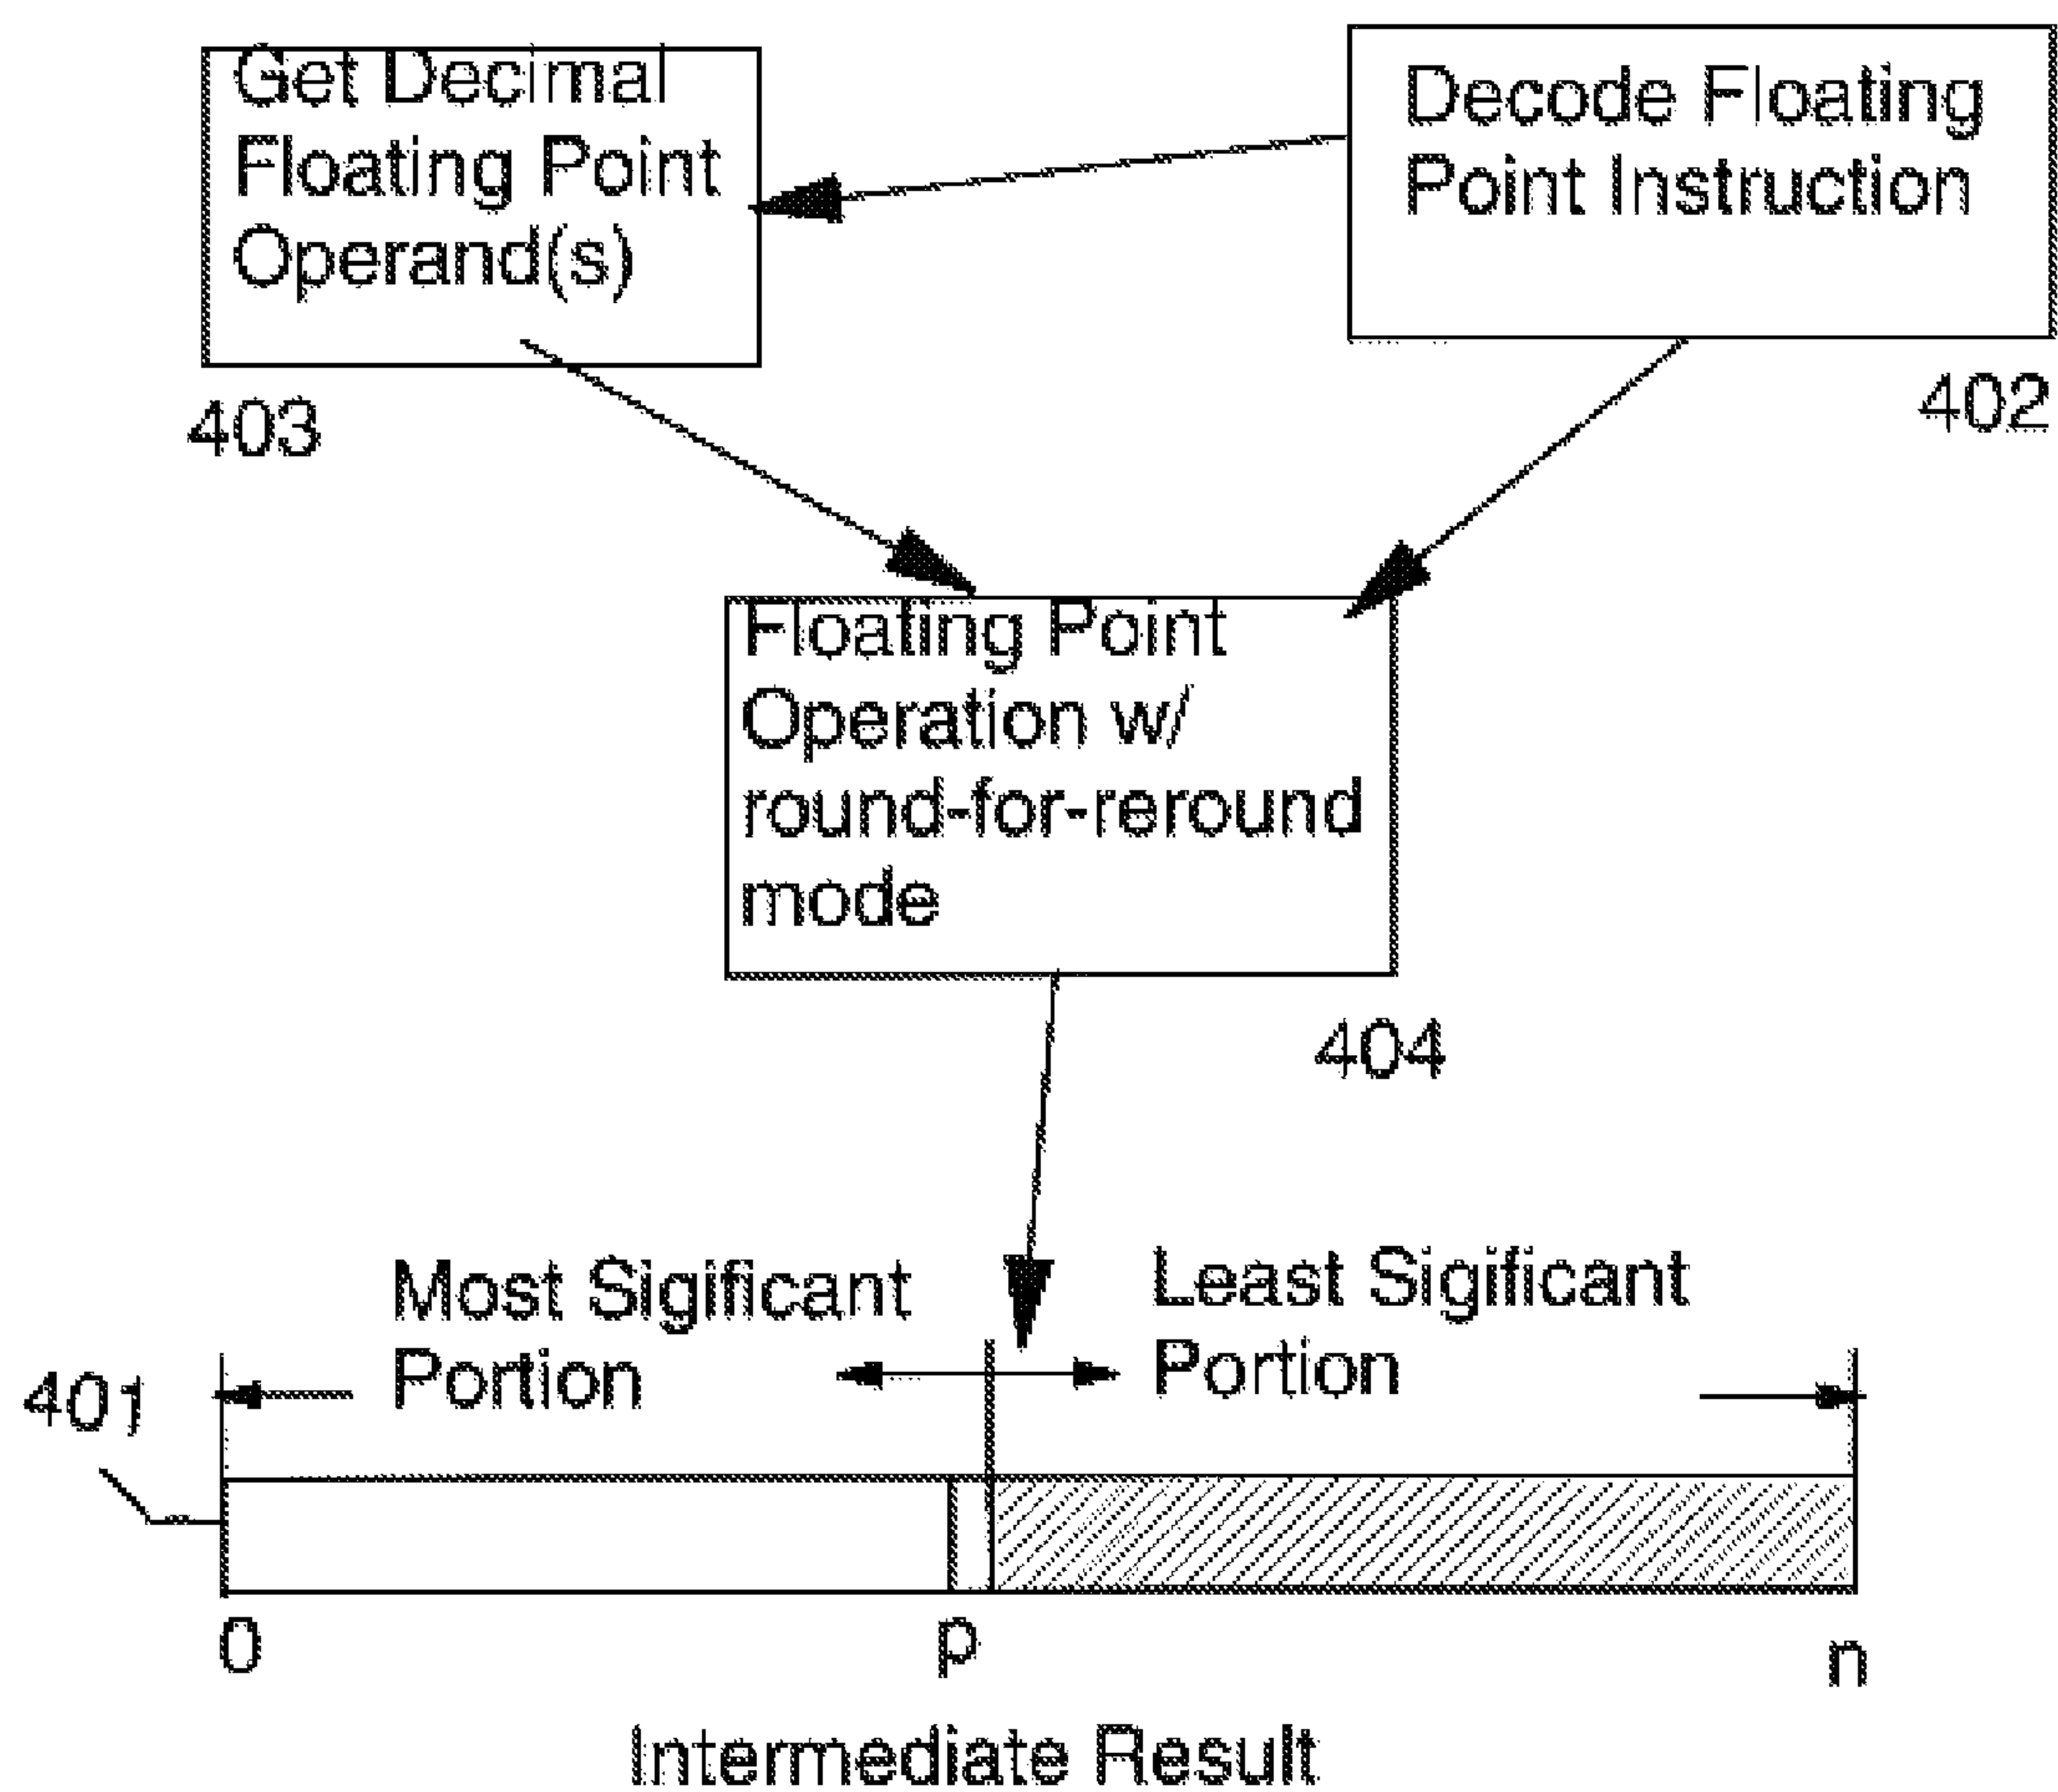 Get Decimal
Floating Point
Operand(s)
403
Decode Floating
Point Instruction
402
Floating Point
Operation w/
round-for-reround
mode
404
Most Sigificant
Portion
Least Sigificant
Portion
401
0
p
n
Intermediate Result